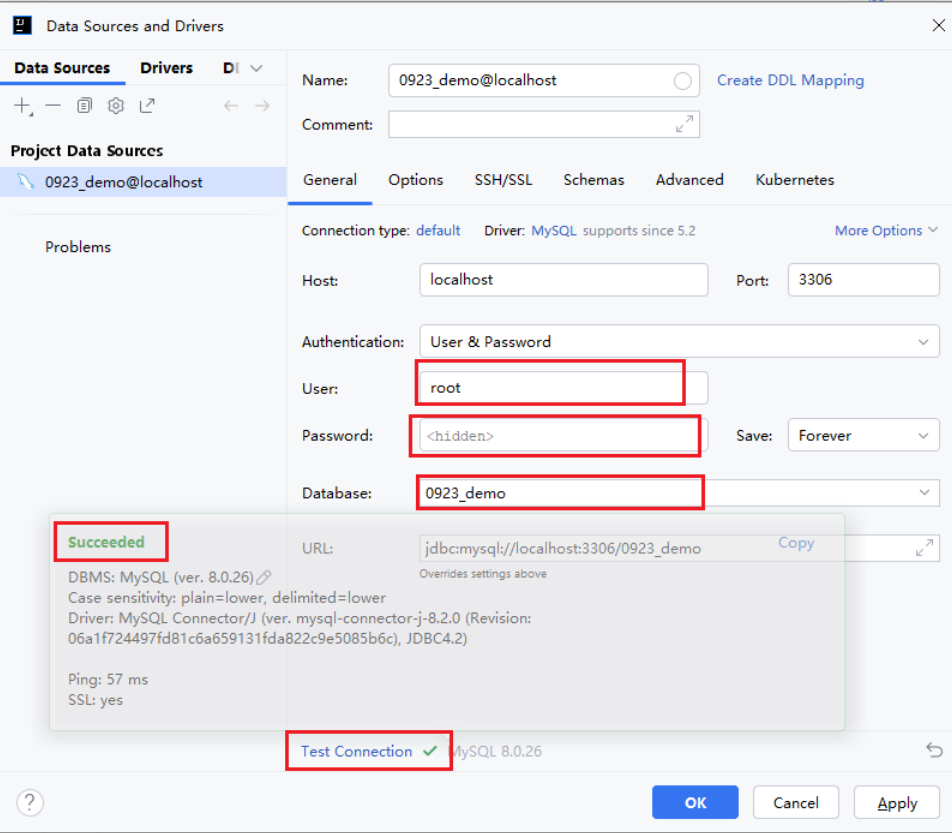 Data Sources and Drivers
Data Sources Drivers
Name: 0923_demo@localhost Create DDL Mapping
Comment:
Project Data Sources
0923_demo@localhost
Problems
General Options SSH/SSL Schemas Advanced Kubernetes
Connection type: default Driver: MySQL supports since 5.2 More Options
Host: localhost Port: 3306
Authentication: User & Password
User: root
Password: <hidden> Save: Forever
Database: 0923_demo
URL: jdbc:mysql://localhost:3306/0923_demo Copy
Overrides settings above
Succeeded
DBMS: MySQL (ver. 8.0.26)
Case sensitivity: plain=lower, delimited=lower
Driver: MySQL Connector/J (ver. mysql-connector-j-8.2.0 (Revision:
06a1f724497fd81c6a659131fda822c9e5085b6c), JDBC4.2)
Ping: 57 ms
SSL: yes
Test Connection MySQL 8.0.26
? OK Cancel Apply